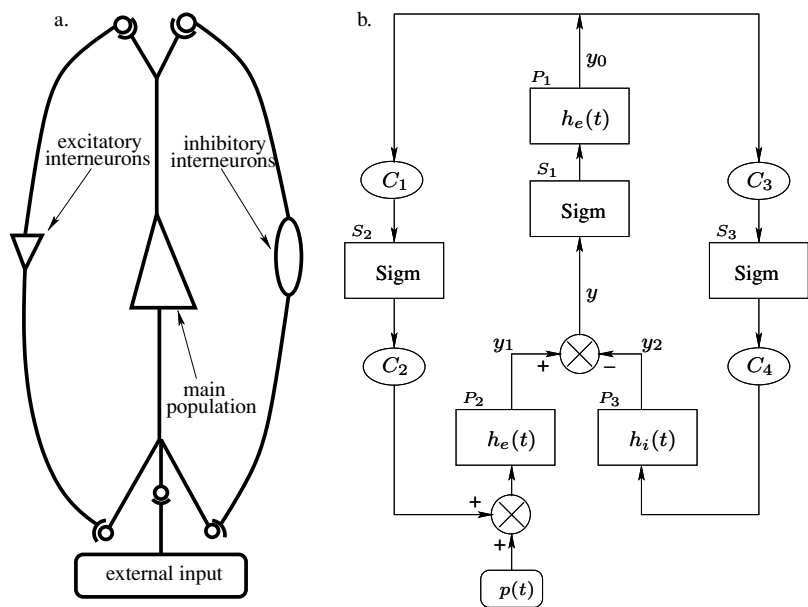 a.
excitatory
interneurons
inhibitory
interneurons
main
population
external input
b.
y₀
P₁
hₑ(t)
S₁
Sigm
C₁
C₃
S₂
Sigm
S₃
Sigm
y
C₂
C₄
y₁
+
−
y₂
P₂
hₑ(t)
P₃
hᵢ(t)
+
+
p(t)